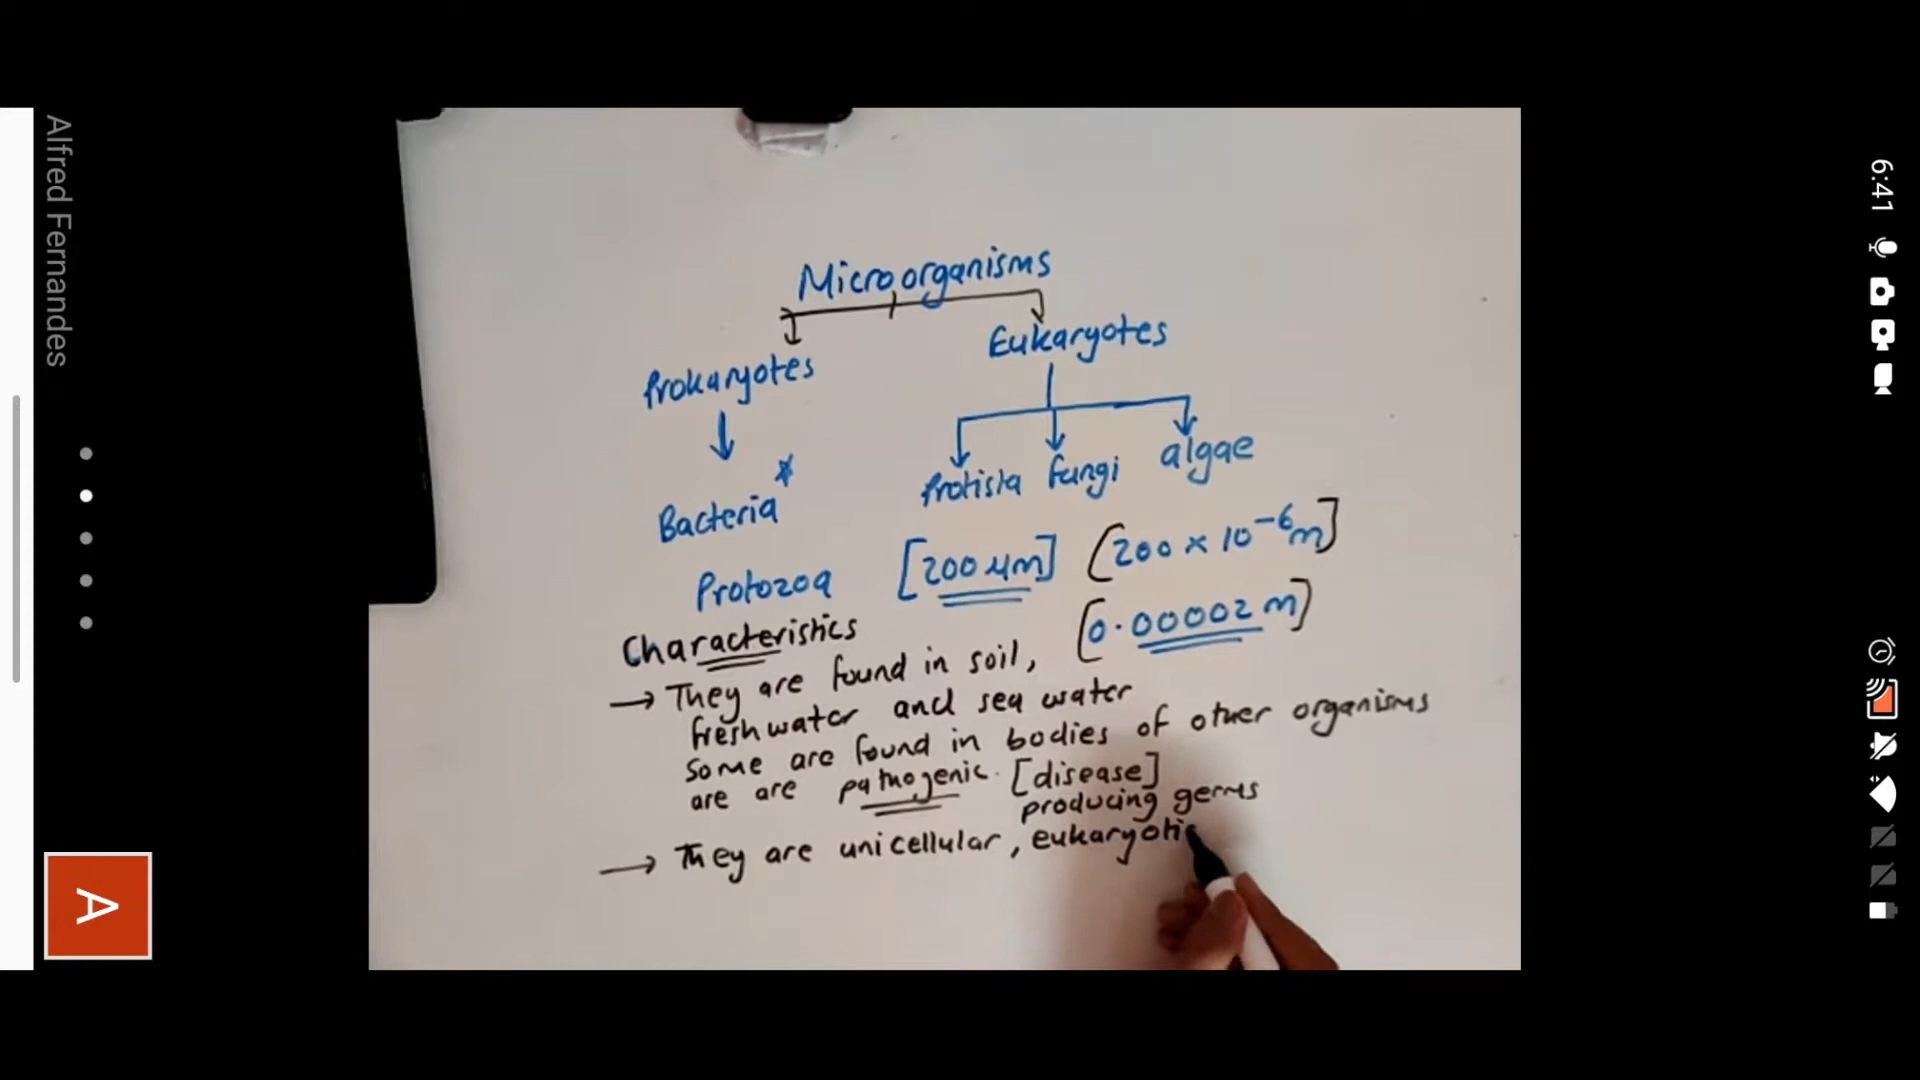 Alfred Fernandes
6:41
Microorganisms
Prokaryotes Eukaryotes
Bacteria* Protista fungi algae
Protozoa [200 µm] [200 × 10⁻⁶m]
[0.00002 m]
Characteristics
→ They are found in soil,
freshwater and sea water
Some are found in bodies of other organisms
are are pathogenic. [disease]
producing germs
→ They are unicellular, eukaryotic
A